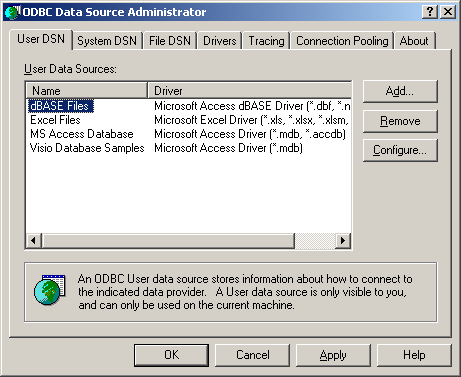 ODBC Data Source Administrator
User DSN System DSN File DSN Drivers Tracing Connection Pooling About
User Data Sources:
Name Driver
dBASE Files Microsoft Access dBASE Driver (*.dbf, *.n
Excel Files Microsoft Excel Driver (*.xls, *.xlsx, *.xlsm,
MS Access Database Microsoft Access Driver (*.mdb, *.accdb)
Visio Database Samples Microsoft Access Driver (*.mdb)
Add...
Remove
Configure...
An ODBC User data source stores information about how to connect to
the indicated data provider. A User data source is only visible to you,
and can only be used on the current machine.
OK Cancel Apply Help